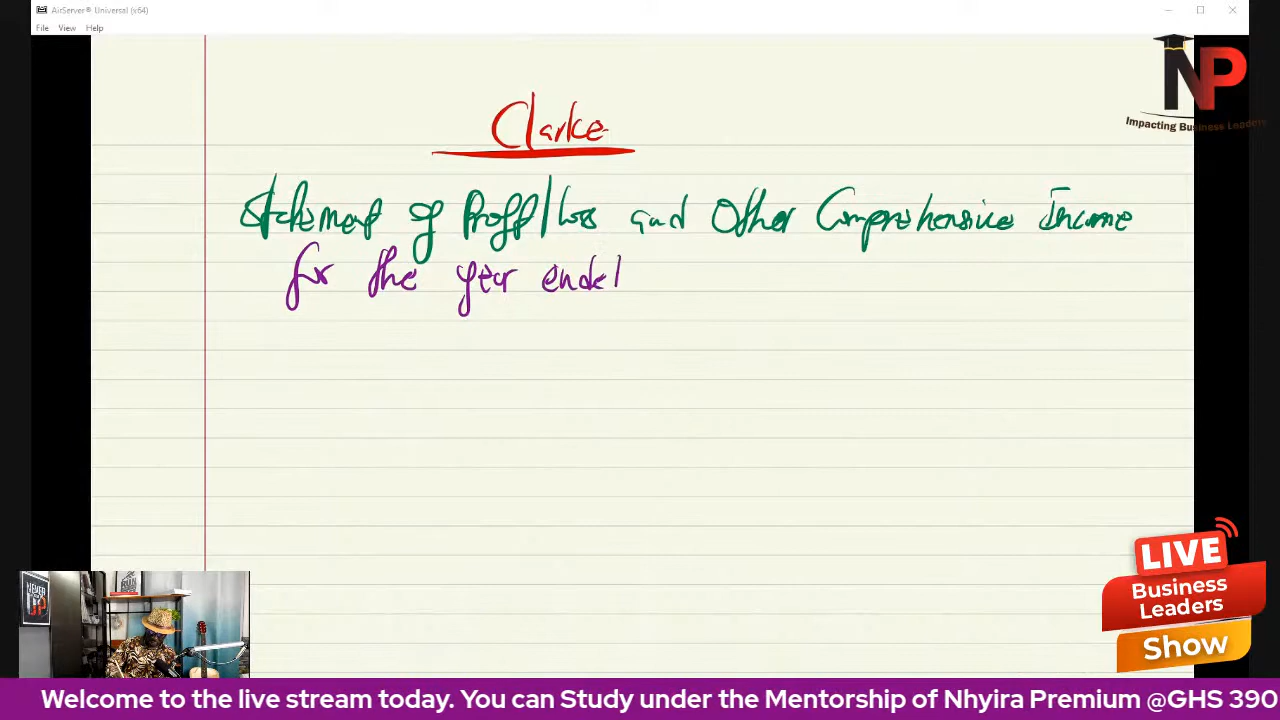 AirServer® Universal (x64)
File View Help
NP
Impacting Business Leaders
Clarke
Statement of Profit/Loss and Other Comprehensive Income
for the year ended
LIVE
Business
Leaders
Show
Welcome to the live stream today. You can Study under the Mentorship of Nhyira Premium @GHS 390